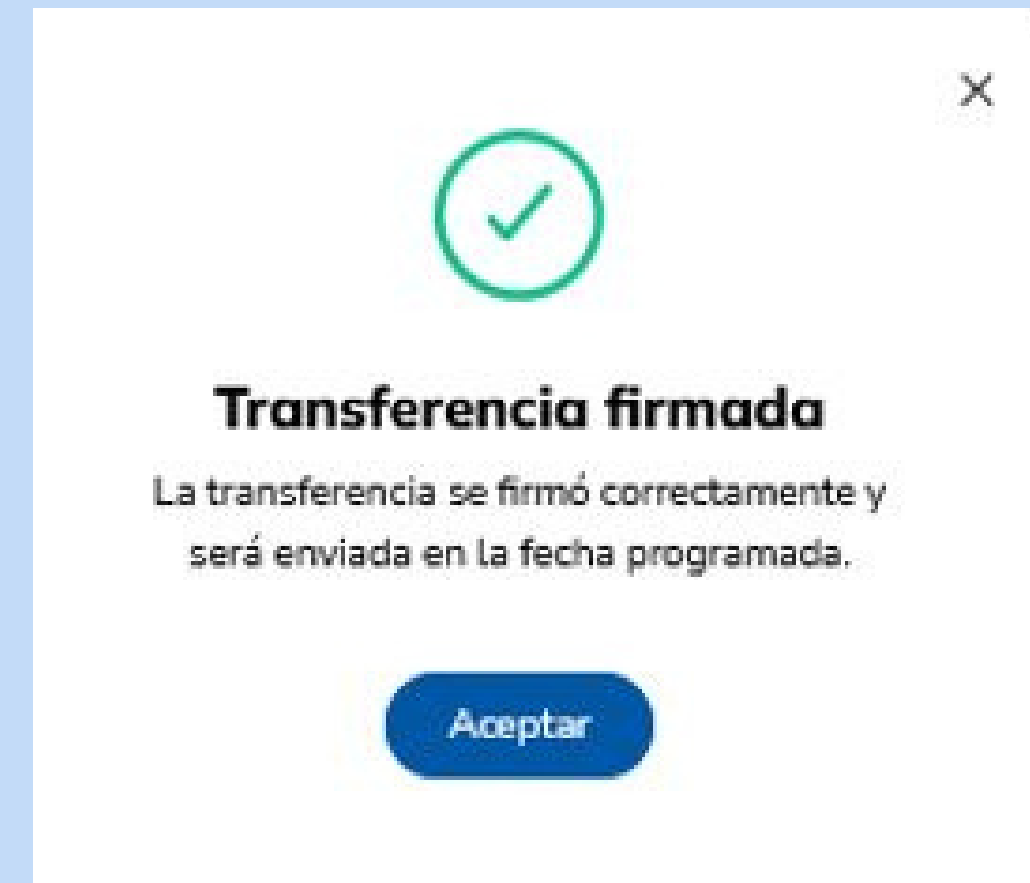 Transferencia firmada
La transferencia se firmó correctamente y
será enviada en la fecha programada.
Aceptar